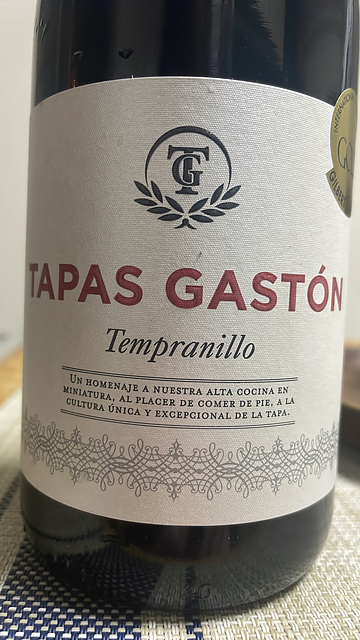 TG
TAPAS GASTÓN
Tempranillo
UN HOMENAJE A NUESTRA ALTA COCINA EN
MINIATURA, AL PLACER DE COMER DE PIE, A LA
CULTURA ÚNICA Y EXCEPCIONAL DE LA TAPA.